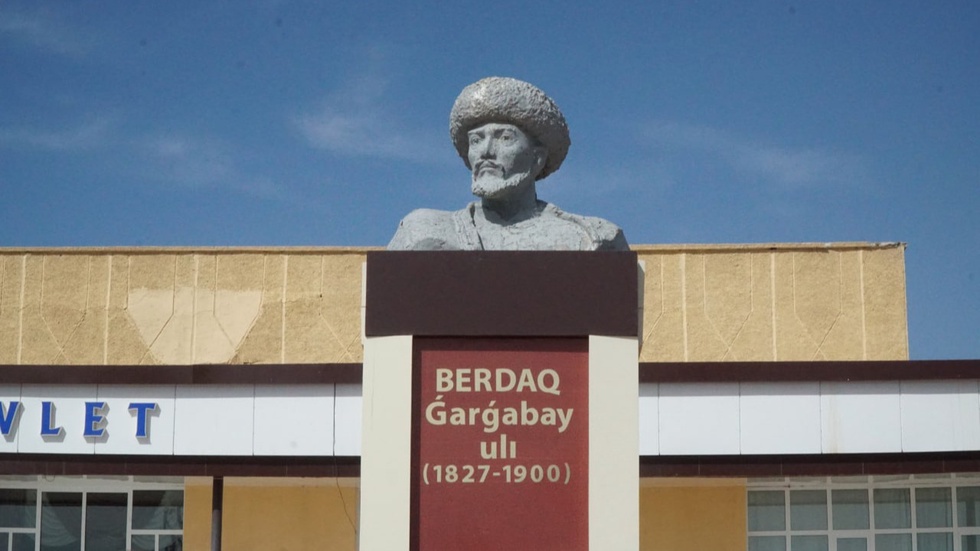 BERDAQ
Ǵarǵabay
ulı
(1827-1900)
VLET